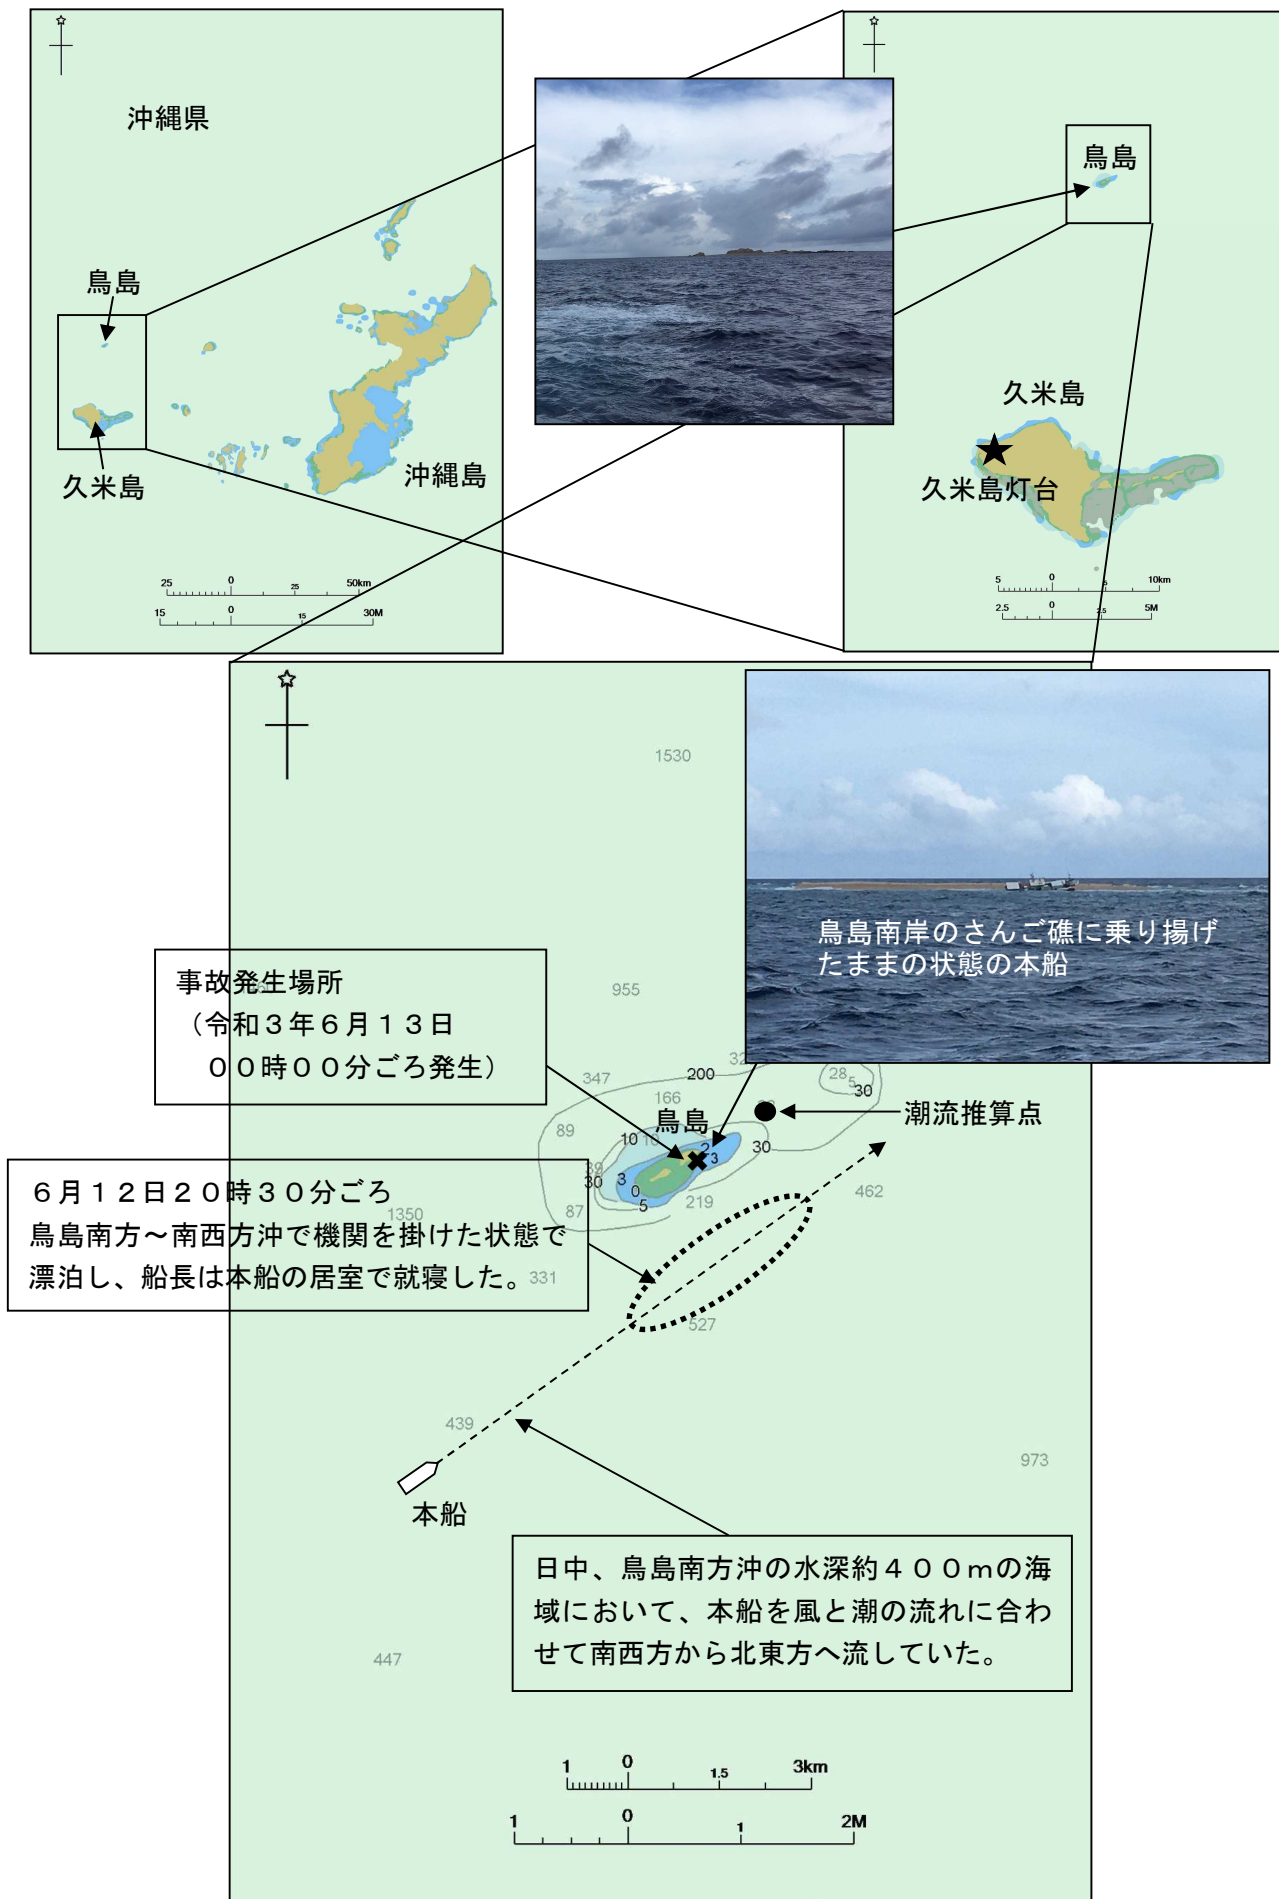 沖縄県
鳥島
久米島
沖縄島
25 0 25 50km
15 0 15 30M
鳥島
久米島
久米島灯台
5 0 5 10km
2.5 0 2.5 5M
1530
鳥島南岸のさんご礁に乗り揚げ
たままの状態の本船
事故発生場所
（令和３年６月１３日
００時００分ごろ発生）
955
347
200
166
28
5
30
鳥島
潮流推算点
89
10
30
2
3
30
3
0
5
219
462
87
1350
６月１２日２０時３０分ごろ
鳥島南方～南西方沖で機関を掛けた状態で
漂泊し、船長は本船の居室で就寝した。
331
527
439
973
本船
日中、鳥島南方沖の水深約４００ｍの海
域において、本船を風と潮の流れに合わ
せて南西方から北東方へ流していた。
447
1 0 1.5 3km
1 0 1 2M